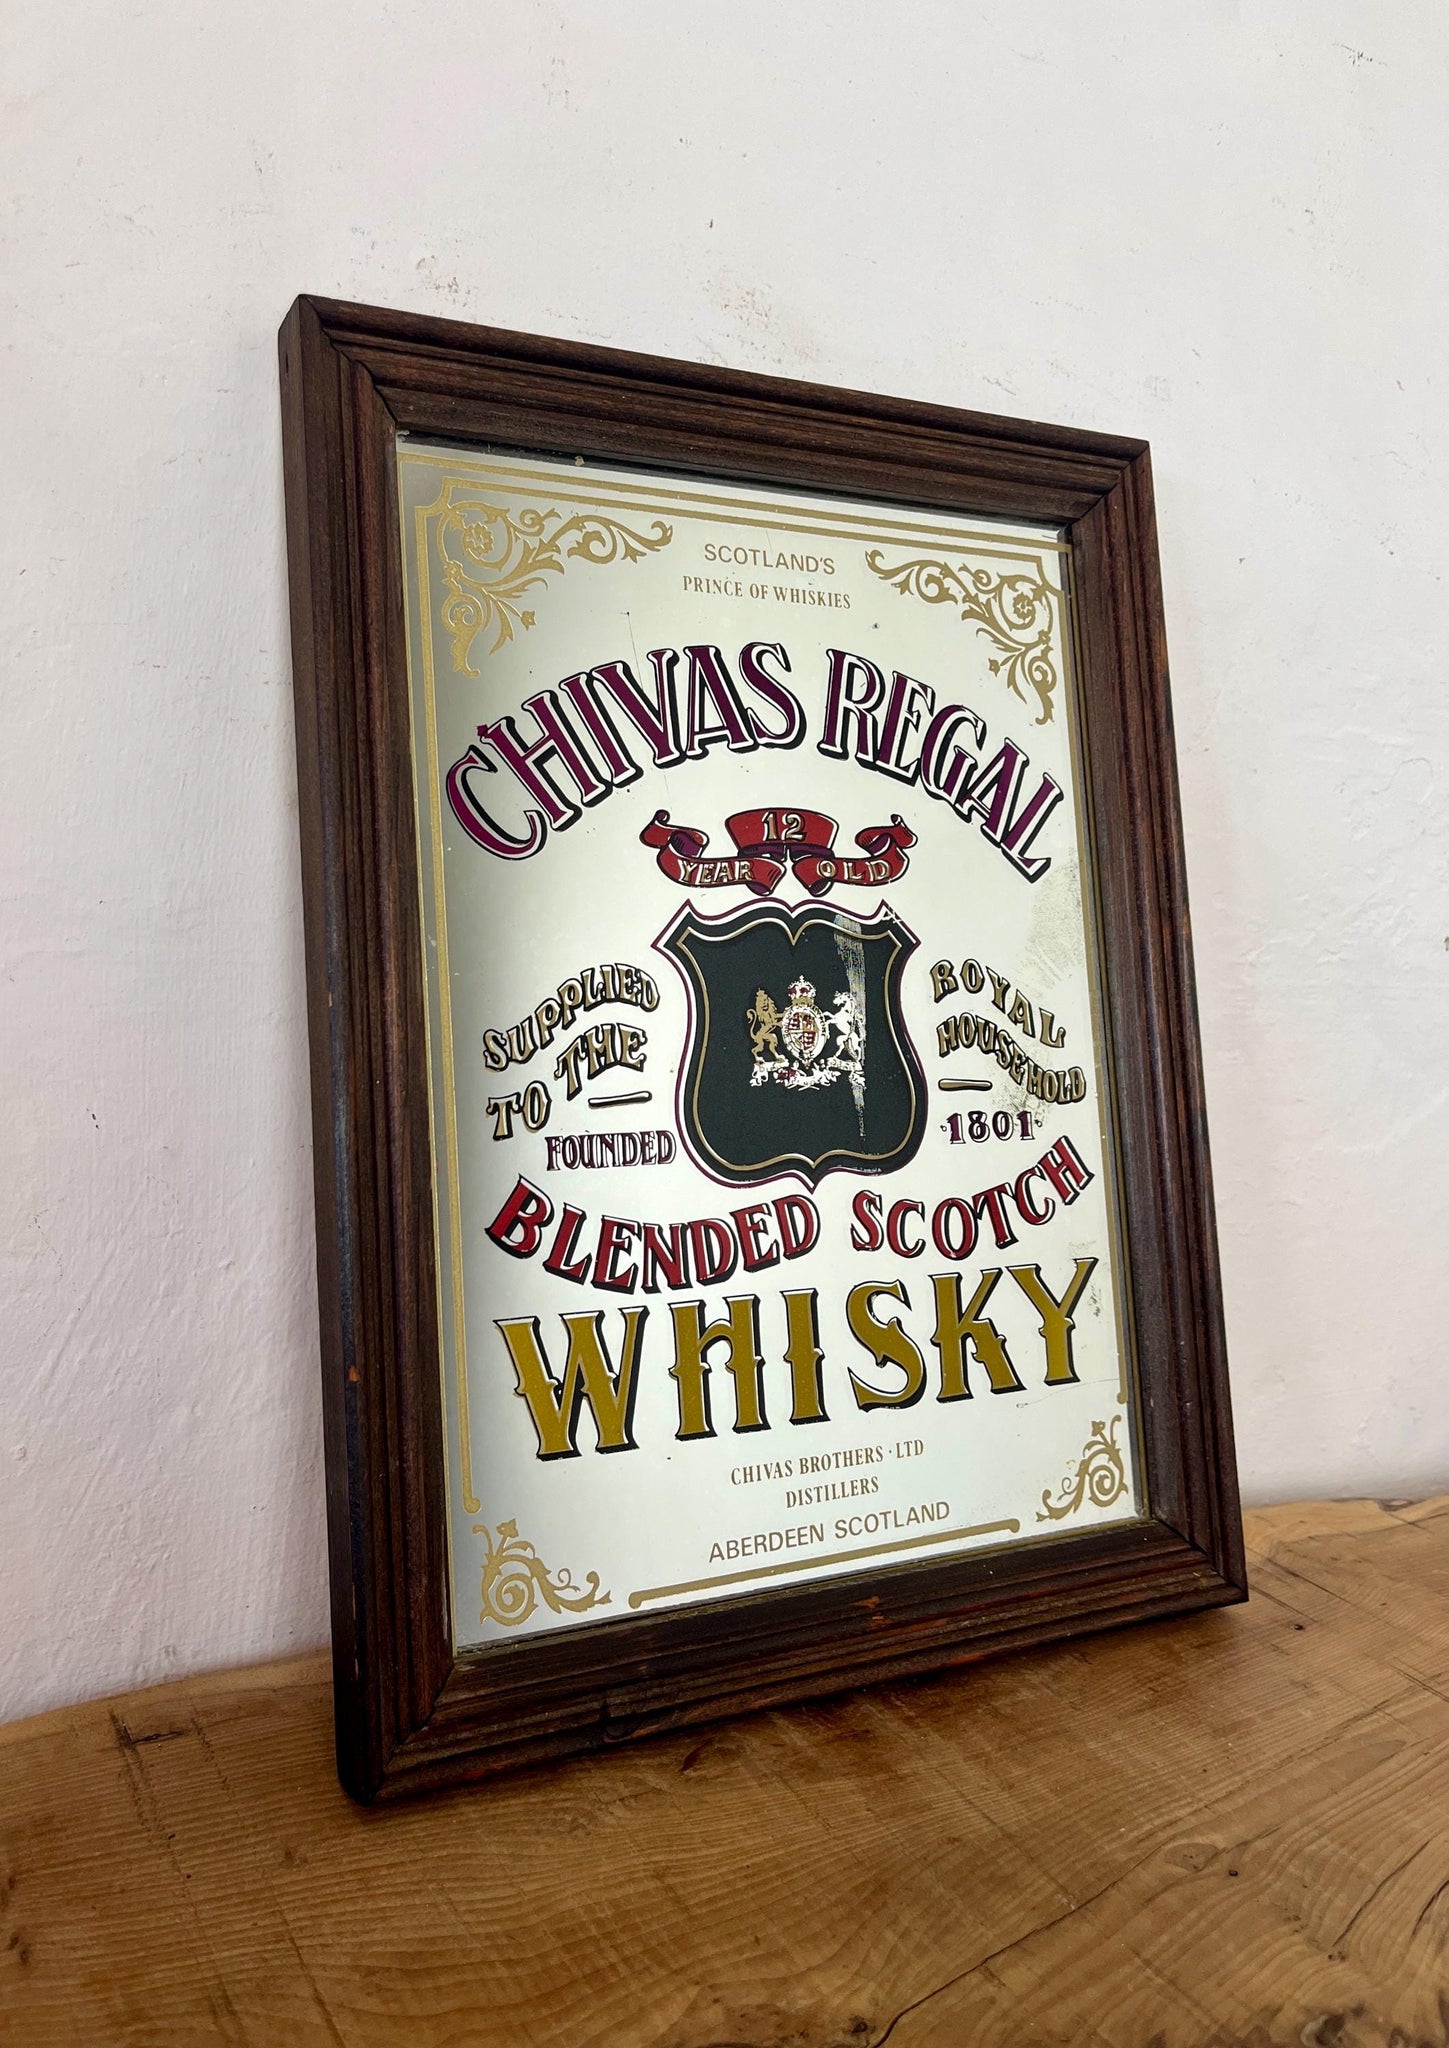 SCOTLAND'S
PRINCE OF WHISKIES
CHIVAS REGAL
12
YEAR OLD
SUPPLIED
TO THE
ROYAL
HOUSEHOLD
FOUNDED 1801
BLENDED SCOTCH
WHISKY
CHIVAS BROTHERS · LTD
DISTILLERS
ABERDEEN SCOTLAND